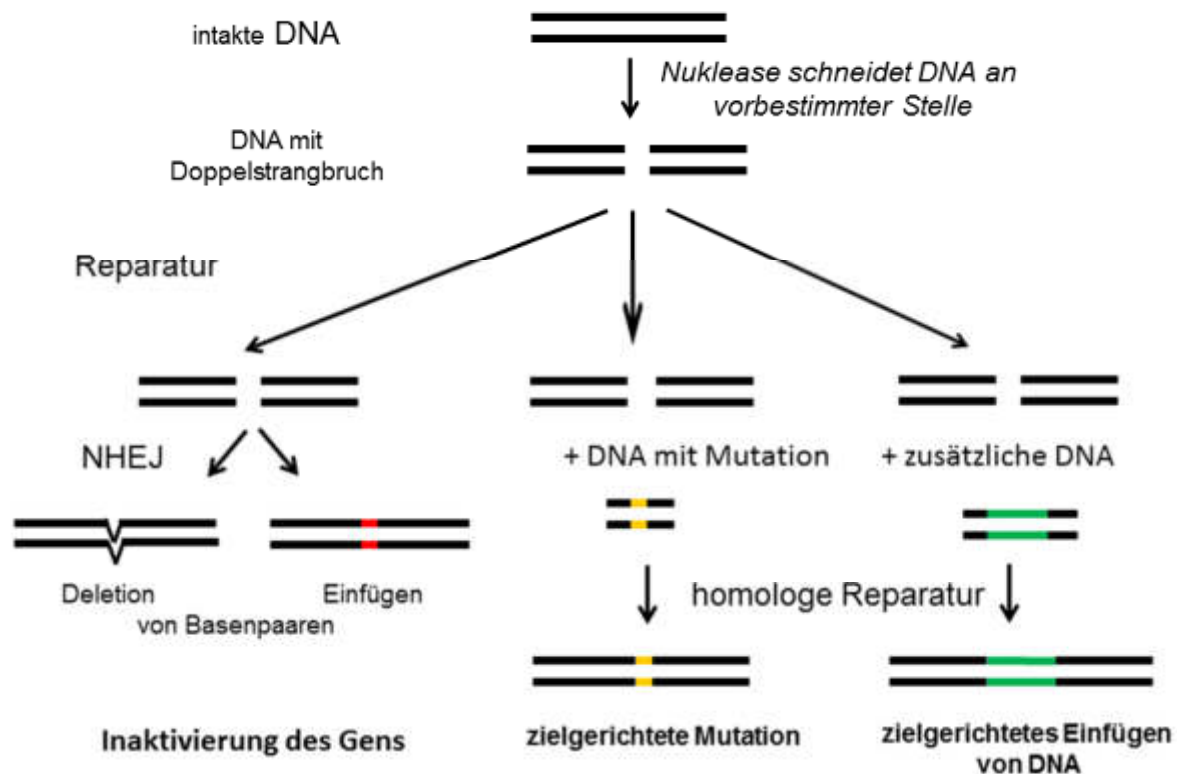 intakte DNA
Nuklease schneidet DNA an
vorbestimmter Stelle
DNA mit
Doppelstrangbruch
Reparatur
NHEJ
+ DNA mit Mutation
+ zusätzliche DNA
Deletion
Einfügen
von Basenpaaren
homologe Reparatur
Inaktivierung des Gens
zielgerichtete Mutation
zielgerichtetes Einfügen
von DNA